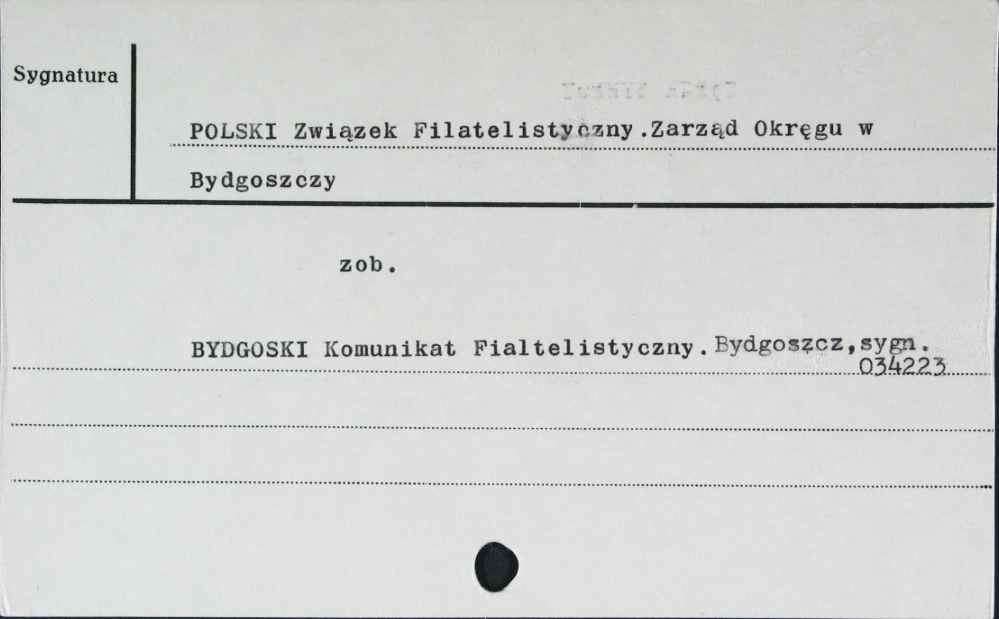 Sygnatura
POLSKI Związek Filatelistyczny.Zarząd Okręgu w
Bydgoszczy
zob.
BYDGOSKI Komunikat Fialtelistyczny. Bydgoszcz,sygn.
034223